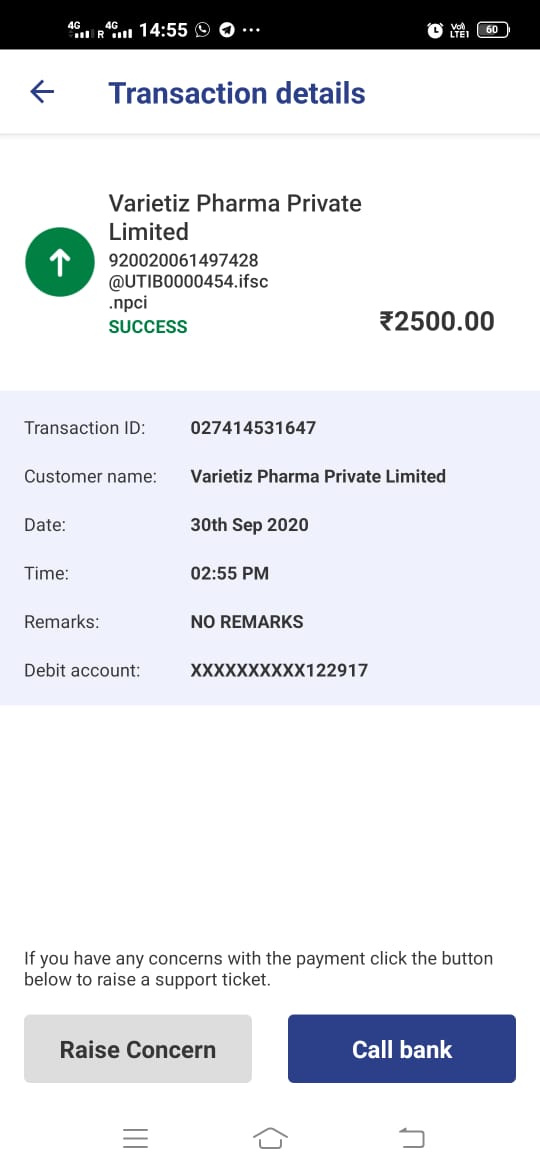 4G 4G R 14:55 ... VoLTE1 60
Transaction details
Varietiz Pharma Private
Limited
920020061497428
@UTIB0000454.ifsc
.npci
SUCCESS
₹2500.00
Transaction ID: 027414531647
Customer name: Varietiz Pharma Private Limited
Date: 30th Sep 2020
Time: 02:55 PM
Remarks: NO REMARKS
Debit account: XXXXXXXXXX122917
If you have any concerns with the payment click the button
below to raise a support ticket.
Raise Concern Call bank